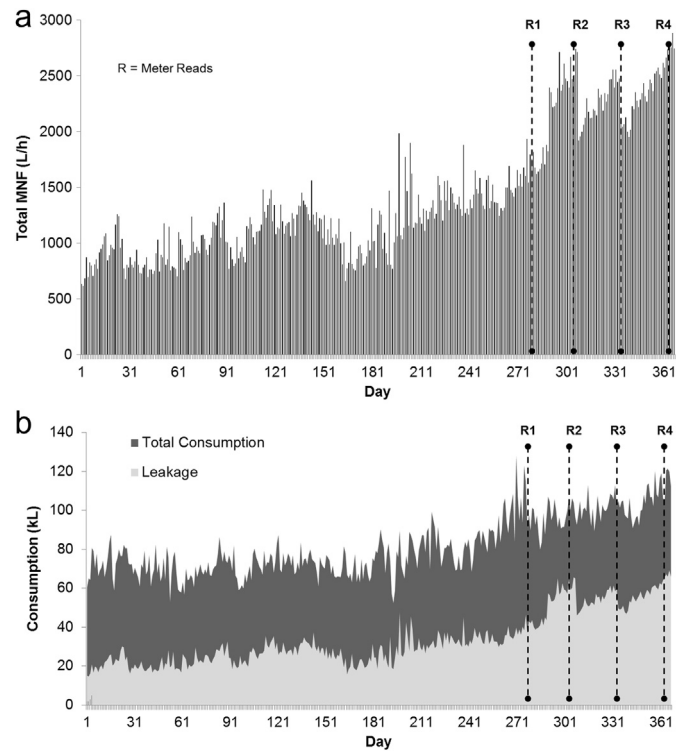 a
3000
R1 R2 R3 R4
R = Meter Reads
2500
2000
1500
1000
500
0
Total MNF (L/h)
1 31 61 91 121 151 181 211 241 271 301 331 361
Day
b
140
R1 R2 R3 R4
Total Consumption
120
Leakage
100
80
60
40
20
0
Consumption (kL)
1 31 61 91 121 151 181 211 241 271 301 331 361
Day